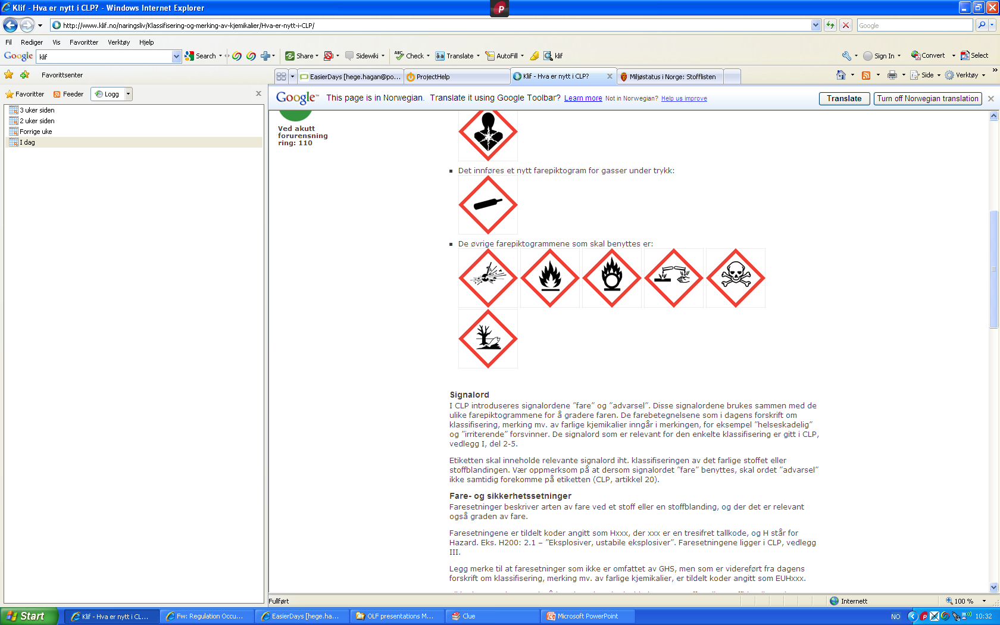 Klif - Hva er nytt i CLP? - Windows Internet Explorer
http://www.klif.no/naringsliv/Klassifisering-og-merking-av-kjemikalier/Hva-er-nytt-i-CLP/
Google
Fil Rediger Vis Favoritter Verktøy Hjelp
Google klif Search Share Sidewiki ABC Check Translate AutoFill klif Sign In Convert Select
Favorittsenter
EasierDays [hege.hagan@po... ProjectHelp Klif - Hva er nytt i CLP? Miljøstatus i Norge: Stofflisten Side Verktøy
Favoritter Feeder Logg
Google™ This page is in Norwegian. Translate it using Google Toolbar? Learn more Not in Norwegian? Help us improve Translate Turn off Norwegian translation
3 uker siden
2 uker siden
Forrige uke
I dag
Ved akutt
forurensning
ring: 110
Det innføres et nytt farepiktogram for gasser under trykk:
De øvrige farepiktogrammene som skal benyttes er:
Signalord
I CLP introduseres signalordene ”fare” og ”advarsel”. Disse signalordene brukes sammen med de
ulike farepiktogrammene for å gradere faren. De farebetegnelsene som i dagens forskrift om
klassifisering, merking mv. av farlige kjemikalier inngår i merkingen, for eksempel ”helseskadelig”
og ”irriterende” forsvinner. De signalord som er relevant for den enkelte klassifisering er gitt i CLP,
vedlegg I, del 2-5.
Etiketten skal inneholde relevante signalord iht. klassifiseringen av det farlige stoffet eller
stoffblandingen. Vær oppmerksom på at dersom signalordet ”fare” benyttes, skal ordet ”advarsel”
ikke samtidig forekomme på etiketten (CLP, artikkel 20).
Fare- og sikkerhetssetninger
Faresetninger beskriver arten av fare ved et stoff eller en stoffblanding, og der det er relevant
også graden av fare.
Faresetningene er tildelt koder angitt som Hxxx, der xxx er en tresifret tallkode, og H står for
Hazard. Eks. H200: 2.1 – ”Eksplosiver, ustabile eksplosiver”. Faresetningene ligger i CLP, vedlegg
III.
Legg merke til at faresetninger som ikke er omfattet av GHS, men som er videreført fra dagens
forskrift om klassifisering, merking mv. av farlige kjemikalier, er tildelt koder angitt som EUHxxx.
Fullført Internett 100 %
Start Klif - Hva er nytt i CL... Fw: Regulation Occu... EasierDays [hege.ha... OLF presentations M... Clue Microsoft PowerPoint NO 10:32